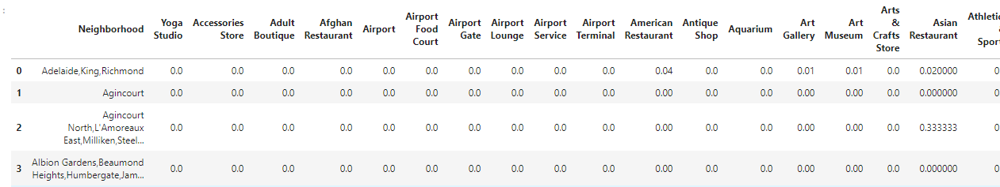 :
Neighborhood Yoga Studio Accessories Store Adult Boutique Afghan Restaurant Airport Airport Food Court Airport Gate Airport Lounge Airport Service Airport Terminal American Restaurant Antique Shop Aquarium Art Gallery Art Museum Arts & Crafts Store Asian Restaurant
0 Adelaide,King,Richmond 0.0 0.0 0.0 0.0 0.0 0.0 0.0 0.0 0.0 0.0 0.04 0.0 0.0 0.01 0.01 0.0 0.020000 0
1 Agincourt 0.0 0.0 0.0 0.0 0.0 0.0 0.0 0.0 0.0 0.0 0.00 0.0 0.0 0.00 0.00 0.0 0.000000 0
Agincourt
2 North,L'Amoreaux 0.0 0.0 0.0 0.0 0.0 0.0 0.0 0.0 0.0 0.0 0.00 0.0 0.0 0.00 0.00 0.0 0.333333 0
East,Milliken,Steel...
3 Albion Gardens,Beaumond 0.0 0.0 0.0 0.0 0.0 0.0 0.0 0.0 0.0 0.0 0.00 0.0 0.0 0.00 0.00 0.0 0.000000 0
Heights,Humbergate,Jam...